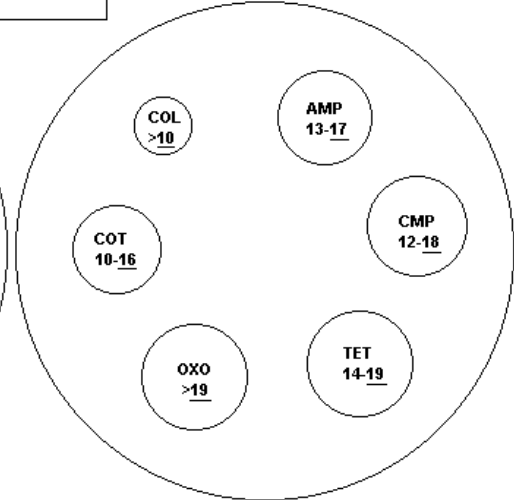 COL
>10
AMP
13-17
CMP
12-18
COT
10-16
OXO
>19
TET
14-19